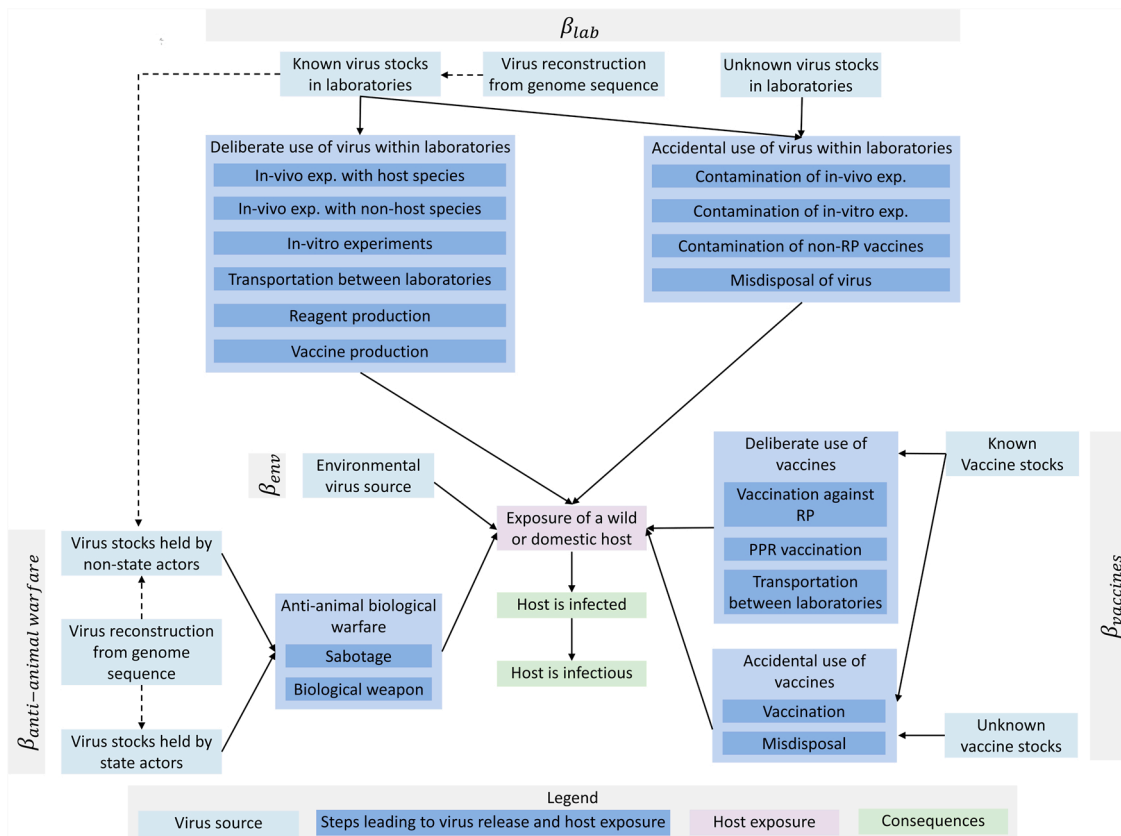 β_lab
Known virus stocks
in laboratories
Virus reconstruction
from genome sequence
Unknown virus stocks
in laboratories
Deliberate use of virus within laboratories
In-vivo exp. with host species
In-vivo exp. with non-host species
In-vitro experiments
Transportation between laboratories
Reagent production
Vaccine production
Accidental use of virus within laboratories
Contamination of in-vivo exp.
Contamination of in-vitro exp.
Contamination of non-RP vaccines
Misdisposal of virus
β_env
Environmental
virus source
Exposure of a wild
or domestic host
Host is infected
Host is infectious
β_anti−animal warfare
Virus stocks held by
non-state actors
Virus reconstruction
from genome
sequence
Virus stocks held by
state actors
Anti-animal biological
warfare
Sabotage
Biological weapon
Deliberate use of
vaccines
Vaccination against
RP
PPR vaccination
Transportation
between laboratories
Known
Vaccine stocks
β_vaccines
Accidental use of
vaccines
Vaccination
Misdisposal
Unknown
vaccine stocks
Legend
Virus source
Steps leading to virus release and host exposure
Host exposure
Consequences